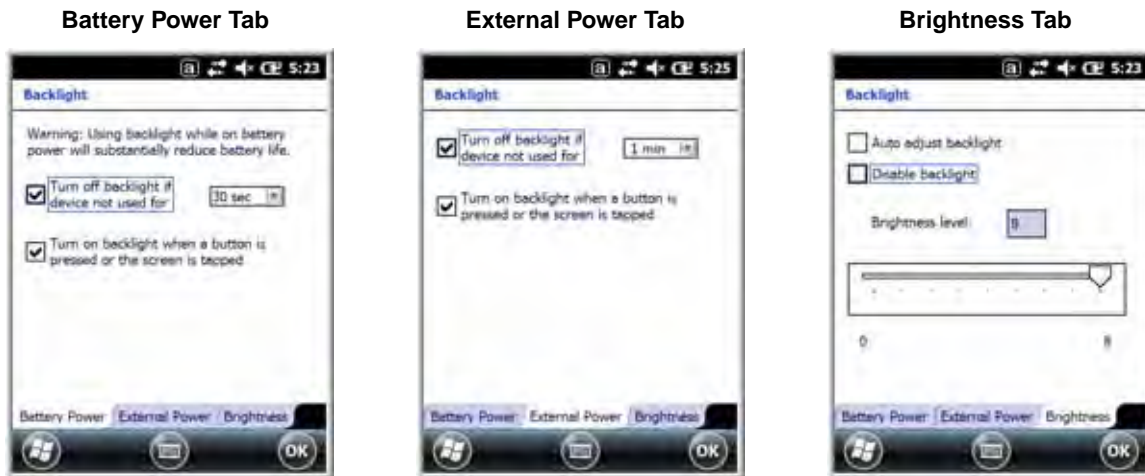 Battery Power Tab
5:23
Backlight
Warning: Using backlight while on battery
power will substantially reduce battery life.
Turn off backlight if
device not used for
30 sec
Turn on backlight when a button is
pressed or the screen is tapped
Battery Power External Power Brightness
OK
External Power Tab
5:25
Backlight
Turn off backlight if
device not used for
1 min
Turn on backlight when a button is
pressed or the screen is tapped
Battery Power External Power Brightness
OK
Brightness Tab
5:23
Backlight
Auto adjust backlight
Disable backlight
Brightness level: 8
0 8
Battery Power External Power Brightness
OK